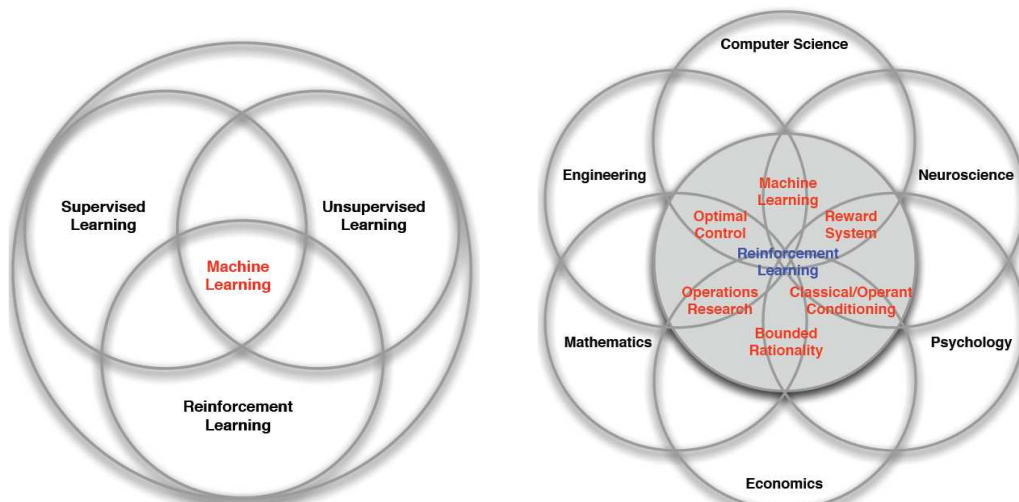 Supervised
Learning
Unsupervised
Learning
Machine
Learning
Reinforcement
Learning
Computer Science
Engineering
Neuroscience
Machine
Learning
Optimal
Control
Reward
System
Reinforcement
Learning
Operations
Research
Classical/Operant
Conditioning
Bounded
Rationality
Mathematics
Psychology
Economics